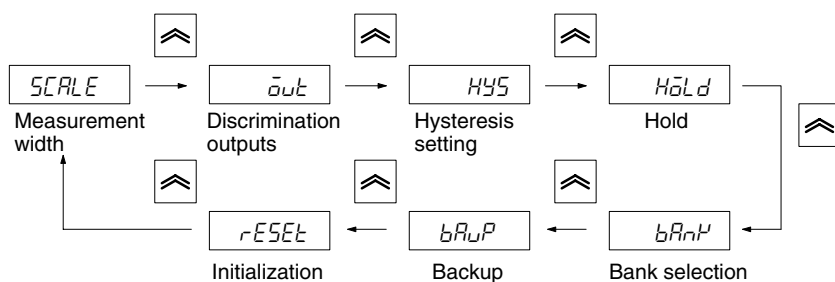 SCALE
Measurement width
out
Discrimination outputs
HYS
Hysteresis setting
HoLd
Hold
rESEt
Initialization
bAuP
Backup
bAnK
Bank selection